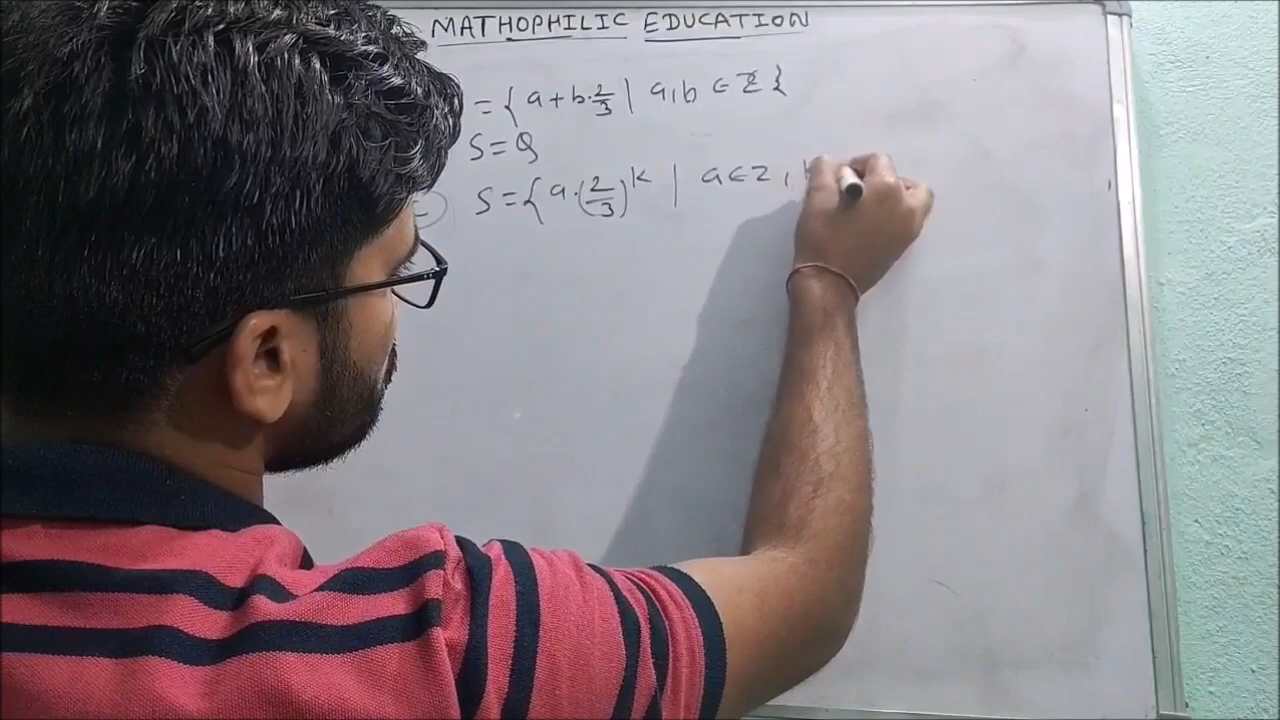 MATHOPHILIC EDUCATION
= { a + b · 2/3 | a, b ∈ Z }
S = Q
S = { a · (2/3)^k | a ∈ Z,